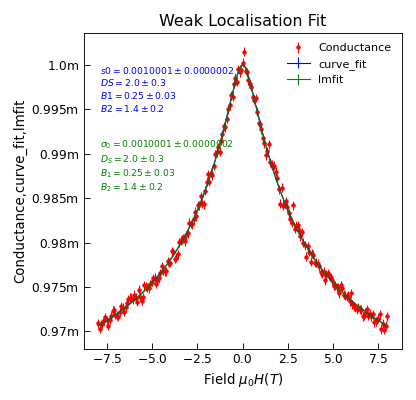 Weak Localisation Fit
Conductance
curve_fit
lmfit
s0 = 0.0010001 ± 0.0000002
DS = 2.0 ± 0.3
B1 = 0.25 ± 0.03
B2 = 1.4 ± 0.2
σ₀ = 0.0010001 ± 0.0000002
D_S = 2.0 ± 0.3
B₁ = 0.25 ± 0.03
B₂ = 1.4 ± 0.2
Conductance,curve_fit,lmfit
1.0m
0.995m
0.99m
0.985m
0.98m
0.975m
0.97m
−7.5 −5.0 −2.5 0.0 2.5 5.0 7.5
Field μ₀H(T)